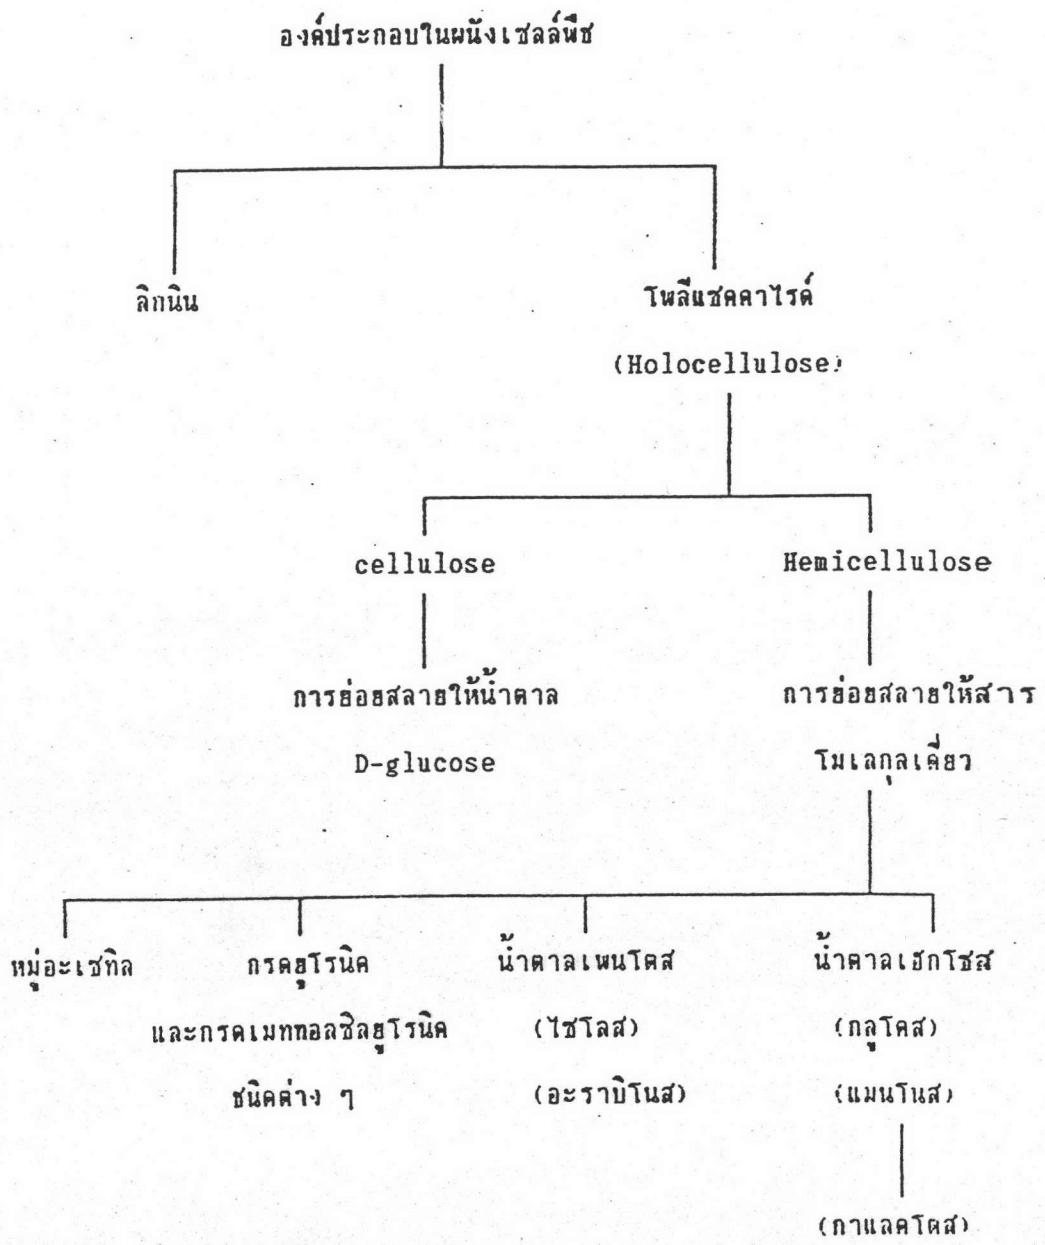 องค์ประกอบในผนังเซลล์พืช
ลิกนิน
โพลีแซคคาไรด์
(Holocellulose)
cellulose
Hemicellulose
การย่อยสลายให้น้ำตาล
D-glucose
การย่อยสลายให้สาร
โมเลกุลเดี่ยว
หมู่อะเซทิล
กรดยูโรนิค
และกรดเมททอลซิลยูโรนิค
ชนิดต่าง ๆ
น้ำตาลเพนโตส
(ไซโลส)
(อะราบิโนส)
น้ำตาลเฮกโซส
(กลูโคส)
(แมนโนส)
(กาแลคโตส)